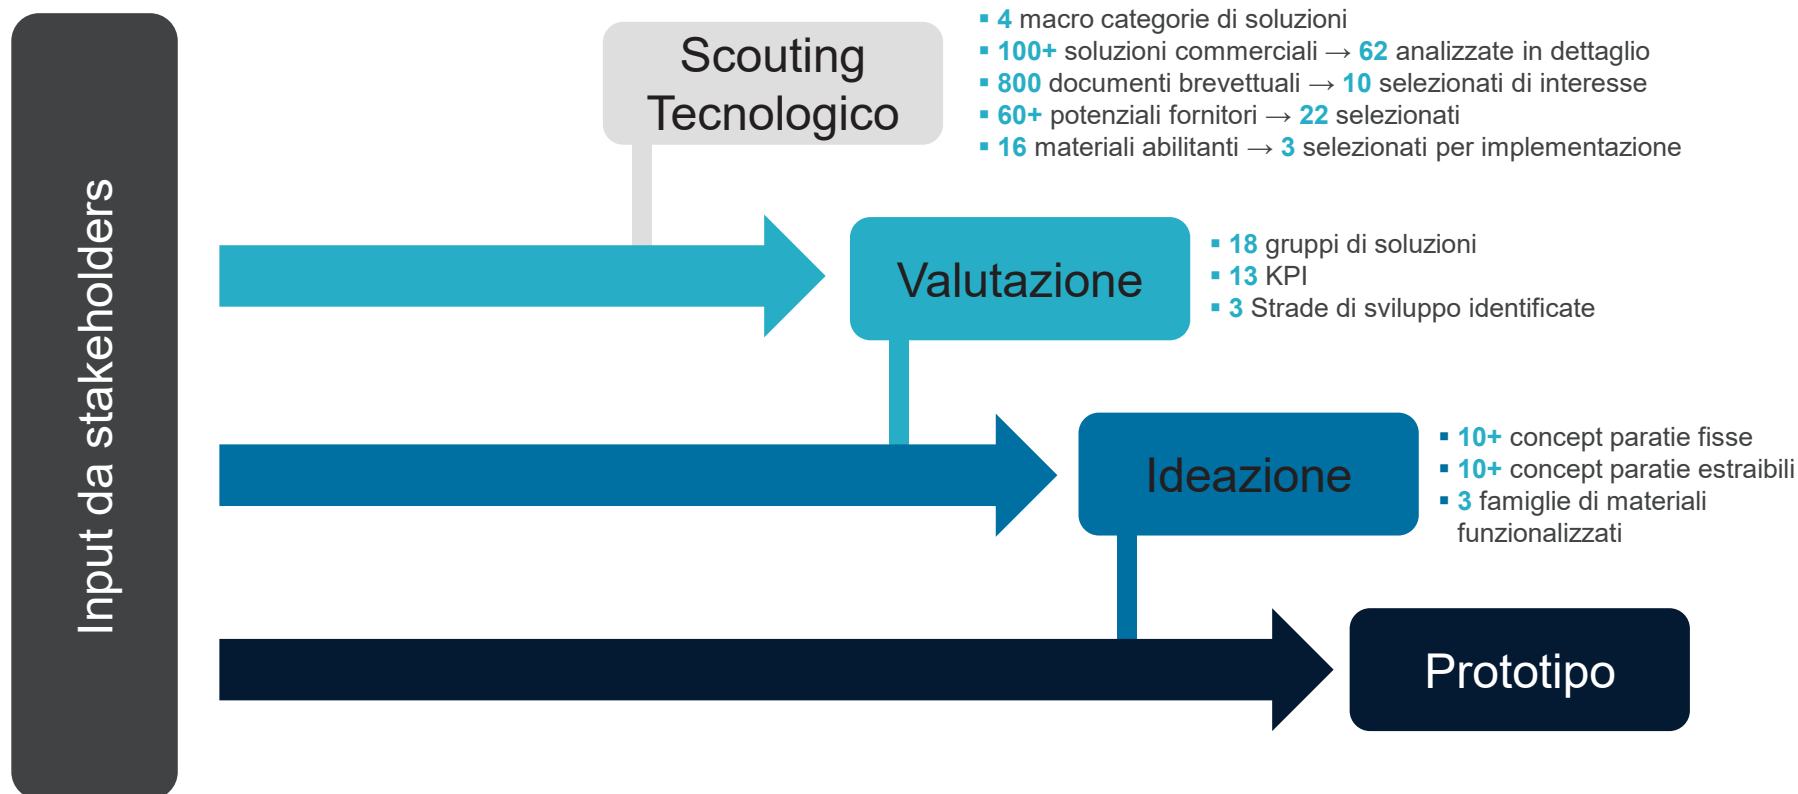 Input da stakeholders
Scouting
Tecnologico
▪ 4 macro categorie di soluzioni
▪ 100+ soluzioni commerciali → 62 analizzate in dettaglio
▪ 800 documenti brevettuali → 10 selezionati di interesse
▪ 60+ potenziali fornitori → 22 selezionati
▪ 16 materiali abilitanti → 3 selezionati per implementazione
Valutazione
▪ 18 gruppi di soluzioni
▪ 13 KPI
▪ 3 Strade di sviluppo identificate
Ideazione
▪ 10+ concept paratie fisse
▪ 10+ concept paratie estraibili
▪ 3 famiglie di materiali
funzionalizzati
Prototipo